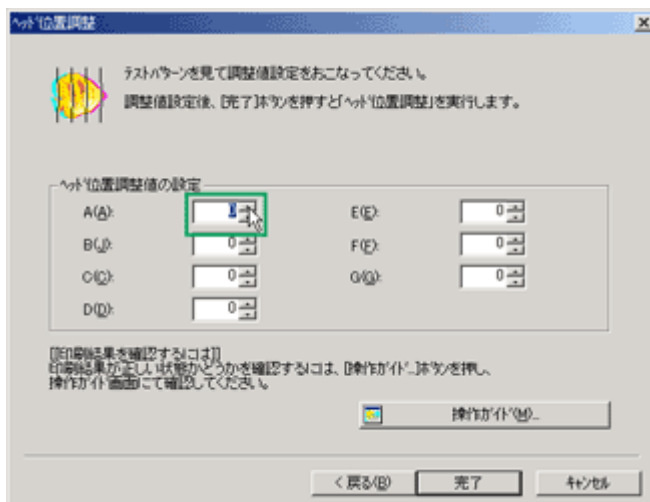 ヘッド位置調整
テストパターンを見て調整値設定をおこなってください。
調整値設定後、[完了]ボタンを押すと「ヘッド位置調整」を実行します。
ヘッド位置調整値の設定
A(A): E(E): 0
B(J): 0 F(F): 0
C(C): 0 G(G): 0
D(D): 0
[[印刷結果を確認するには]]
印刷結果が正しい状態かどうかを確認するには、[操作ガイド...]ボタンを押し、
操作ガイド画面にて確認してください。
操作ガイド(M)...
< 戻る(B) 完了 キャンセル